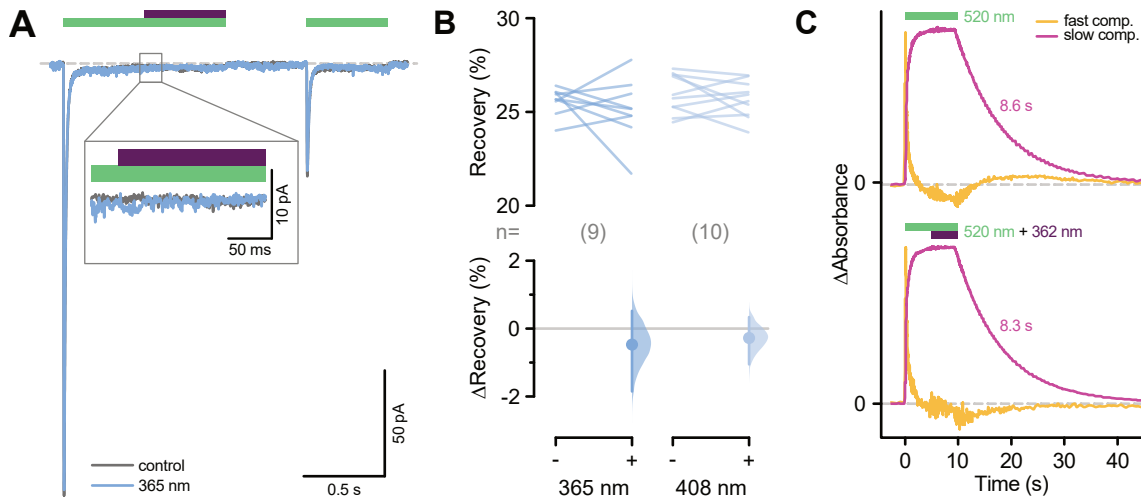 A
10 pA
50 ms
50 pA
0.5 s
control
365 nm
B
Recovery (%)
30
25
20
n= (9) (10)
ΔRecovery (%)
2
0
-2
- + - +
365 nm 408 nm
C
520 nm
fast comp.
slow comp.
8.6 s
0
ΔAbsorbance
520 nm + 362 nm
8.3 s
0
0 10 20 30 40
Time (s)